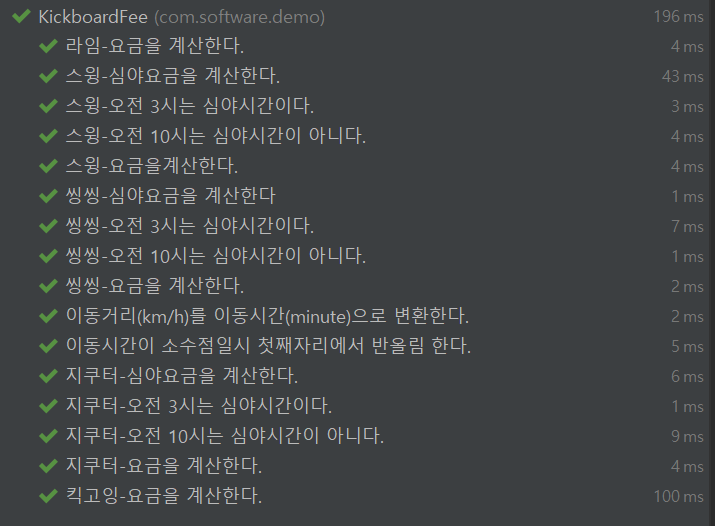 KickboardFee (com.software.demo) 196 ms
라임-요금을 계산한다. 4 ms
스윙-심야요금을 계산한다. 43 ms
스윙-오전 3시는 심야시간이다. 3 ms
스윙-오전 10시는 심야시간이 아니다. 4 ms
스윙-요금을계산한다. 4 ms
씽씽-심야요금을 계산한다 1 ms
씽씽-오전 3시는 심야시간이다. 7 ms
씽씽-오전 10시는 심야시간이 아니다. 1 ms
씽씽-요금을 계산한다. 2 ms
이동거리(km/h)를 이동시간(minute)으로 변환한다. 2 ms
이동시간이 소수점일시 첫째자리에서 반올림 한다. 5 ms
지쿠터-심야요금을 계산한다. 6 ms
지쿠터-오전 3시는 심야시간이다. 1 ms
지쿠터-오전 10시는 심야시간이 아니다. 9 ms
지쿠터-요금을 계산한다. 4 ms
킥고잉-요금을 계산한다. 100 ms